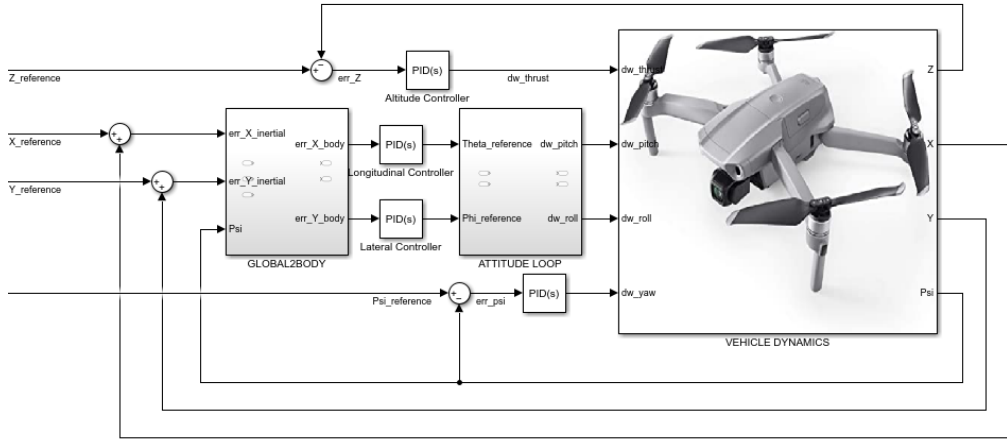 Z_reference
err_Z
PID(s)
Altitude Controller
dw_thrust
dw_thrust
Z
X_reference
err_X_inertial
err_X_body
PID(s)
Longitudinal Controller
Theta_reference
dw_pitch
dw_pitch
X
Y_reference
err_Y_inertial
err_Y_body
PID(s)
Lateral Controller
Phi_reference
dw_roll
dw_roll
Y
Psi
GLOBAL2BODY
ATTITUDE LOOP
Psi_reference
err_psi
PID(s)
dw_yaw
Psi
VEHICLE DYNAMICS